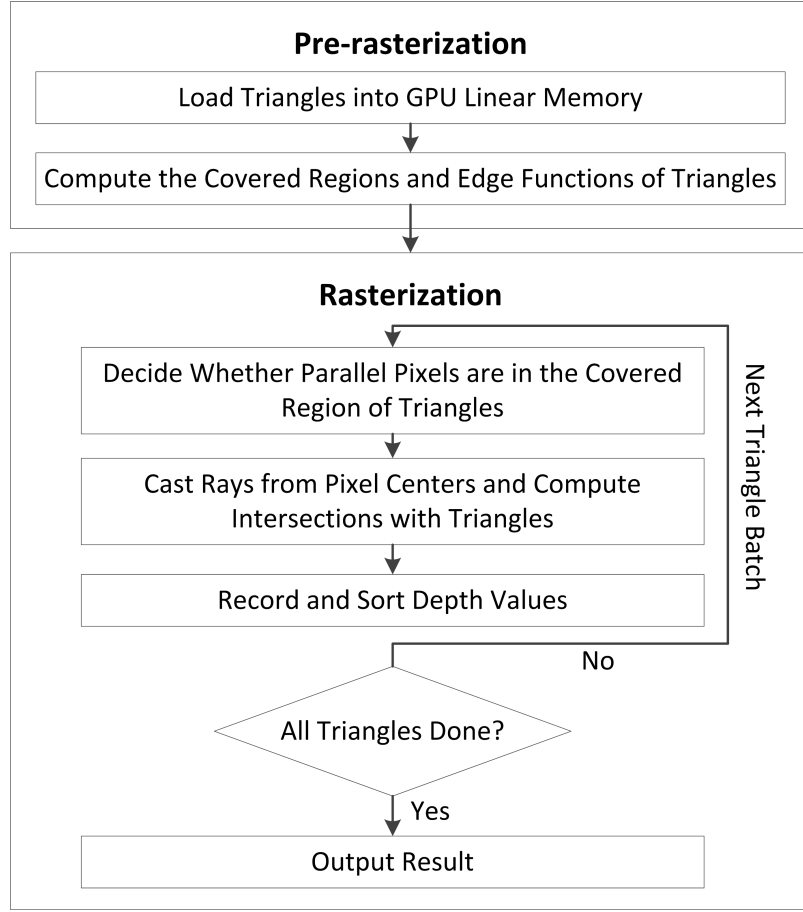 Pre-rasterization
Load Triangles into GPU Linear Memory
Compute the Covered Regions and Edge Functions of Triangles
Rasterization
Decide Whether Parallel Pixels are in the Covered
Region of Triangles
Cast Rays from Pixel Centers and Compute
Intersections with Triangles
Record and Sort Depth Values
Next Triangle Batch
No
All Triangles Done?
Yes
Output Result